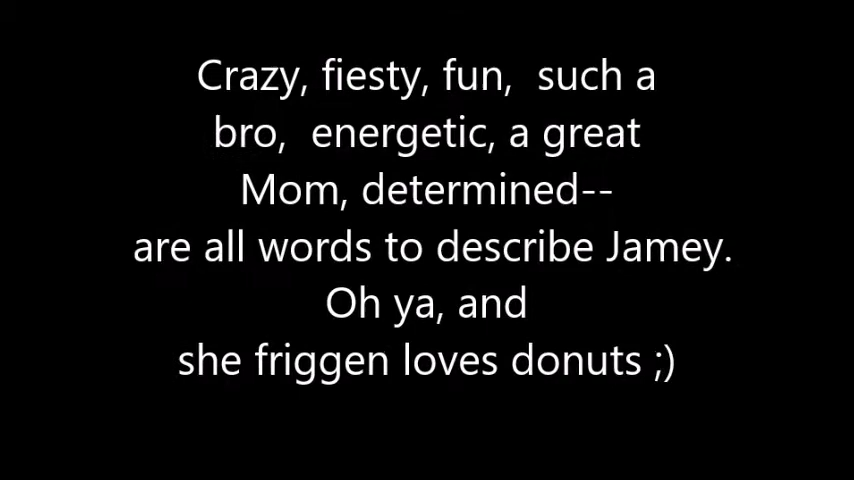 Crazy, fiesty, fun,  such a
bro,  energetic, a great
Mom, determined--
are all words to describe Jamey.
Oh ya, and
she friggen loves donuts ;)